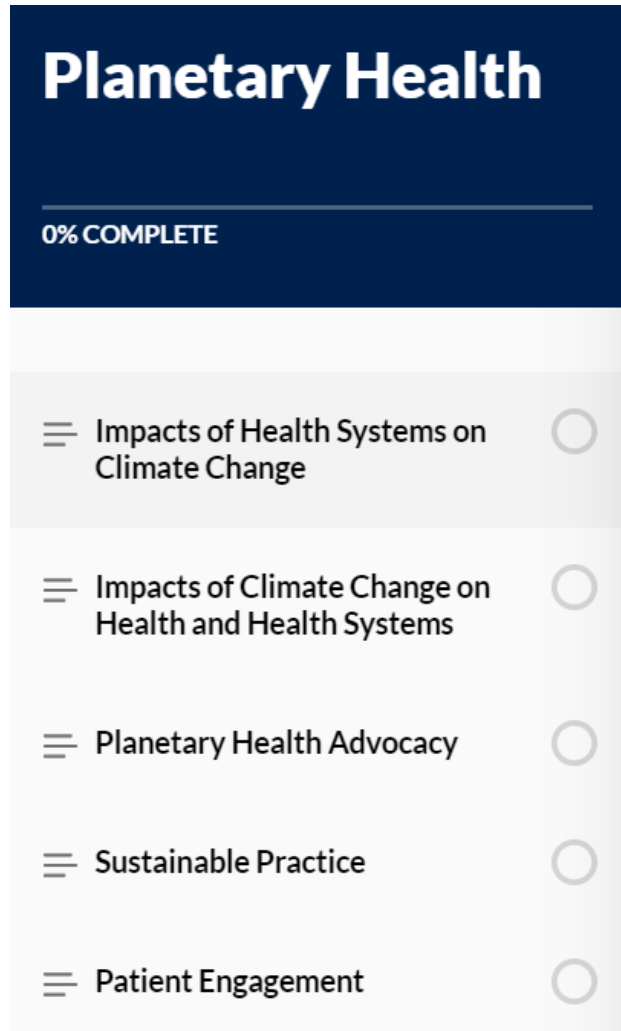 Planetary Health
0% COMPLETE
Impacts of Health Systems on
Climate Change
Impacts of Climate Change on
Health and Health Systems
Planetary Health Advocacy
Sustainable Practice
Patient Engagement